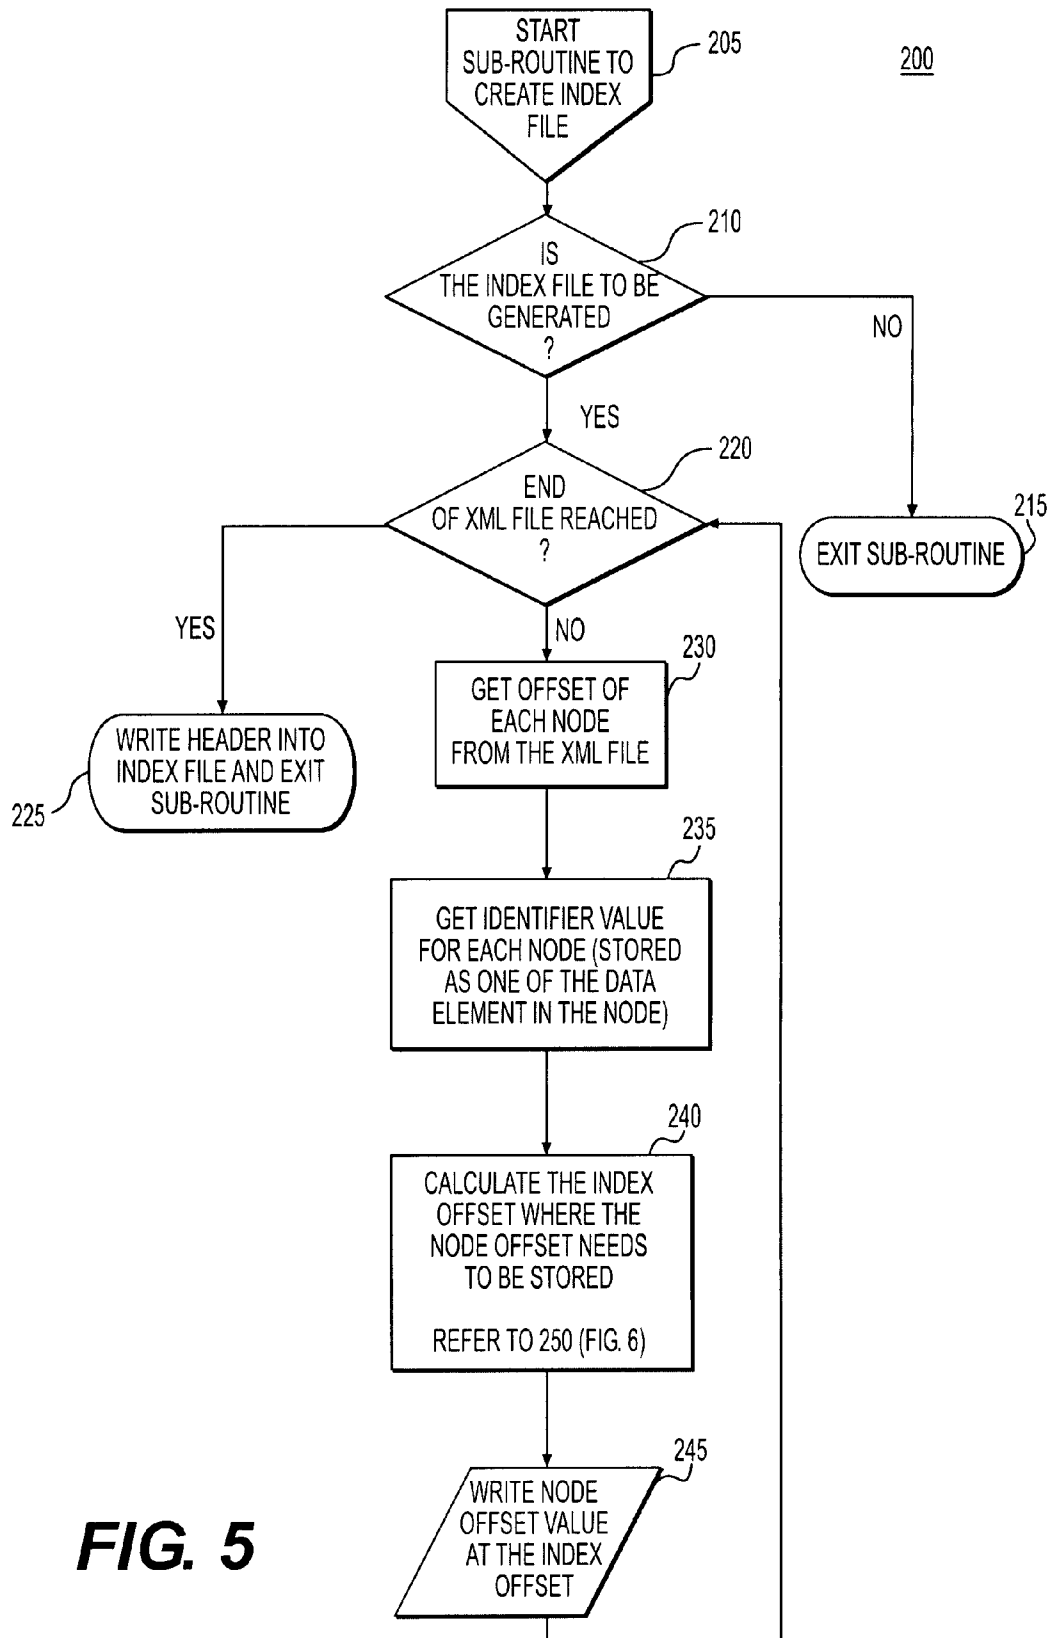 START
SUB-ROUTINE TO
CREATE INDEX
FILE
205
200
210
IS
THE INDEX FILE TO BE
GENERATED
?
NO
YES
220
END
OF XML FILE REACHED
?
215
EXIT SUB-ROUTINE
YES
NO
230
GET OFFSET OF
EACH NODE
FROM THE XML FILE
WRITE HEADER INTO
INDEX FILE AND EXIT
SUB-ROUTINE
225
235
GET IDENTIFIER VALUE
FOR EACH NODE (STORED
AS ONE OF THE DATA
ELEMENT IN THE NODE)
240
CALCULATE THE INDEX
OFFSET WHERE THE
NODE OFFSET NEEDS
TO BE STORED
REFER TO 250 (FIG. 6)
245
WRITE NODE
OFFSET VALUE
AT THE INDEX
OFFSET
FIG. 5